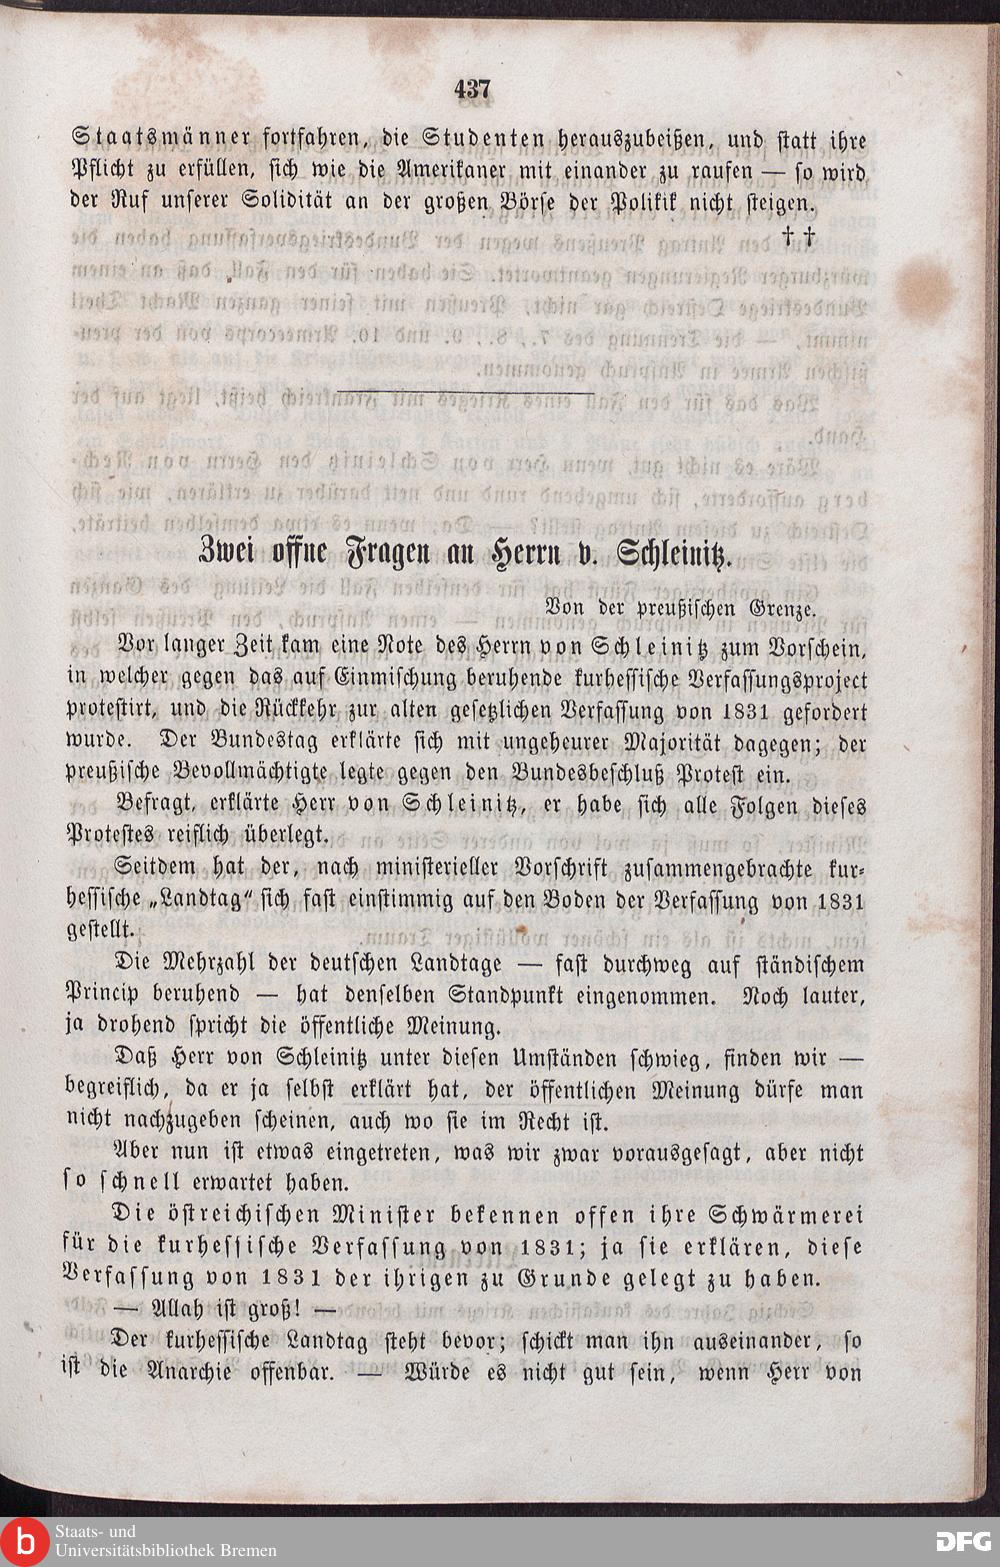 437
Staatsmänner fortfahren, die Studenten herauszubeißen, und statt ihre
Pflicht zu erfüllen, sich wie die Amerikaner mit einander zu raufen — so wird
der Ruf unserer Solidität an der großen Börse der Polikik nicht steigen.
††
Zwei offne Fragen an Herrn v. Schleinitz.
Von der preußischen Grenze.
Vor langer Zeit kam eine Note des Herrn von Schleinitz zum Vorschein,
in welcher gegen das auf Einmischung beruhende kurhessische Verfassungsproject
protestirt, und die Rückkehr zur alten gesetzlichen Verfassung von 1831 gefordert
wurde. Der Bundestag erklärte sich mit ungeheurer Majorität dagegen; der
preußische Bevollmächtigte legte gegen den Bundesbeschluß Protest ein.
Befragt, erklärte Herr von Schleinitz, er habe sich alle Folgen dieses
Protestes reiflich überlegt.
Seitdem hat der, nach ministerieller Vorschrift zusammengebrachte kur-
hessische „Landtag“ sich fast einstimmig auf den Boden der Verfassung von 1831
gestellt.
Die Mehrzahl der deutschen Landtage — fast durchweg auf ständischem
Princip beruhend — hat denselben Standpunkt eingenommen. Noch lauter,
ja drohend spricht die öffentliche Meinung.
Daß Herr von Schleinitz unter diesen Umständen schwieg, finden wir —
begreiflich, da er ja selbst erklärt hat, der öffentlichen Meinung dürfe man
nicht nachzugeben scheinen, auch wo sie im Recht ist.
Aber nun ist etwas eingetreten, was wir zwar vorausgesagt, aber nicht
so schnell erwartet haben.
Die östreichischen Minister bekennen offen ihre Schwärmerei
für die kurhessische Verfassung von 1831; ja sie erklären, diese
Verfassung von 1831 der ihrigen zu Grunde gelegt zu haben.
— Allah ist groß! —
Der kurhessische Landtag steht bevor; schickt man ihn auseinander, so
ist die Anarchie offenbar. — Würde es nicht gut sein, wenn Herr von
b
Staats- und
Universitätsbibliothek Bremen
DFG